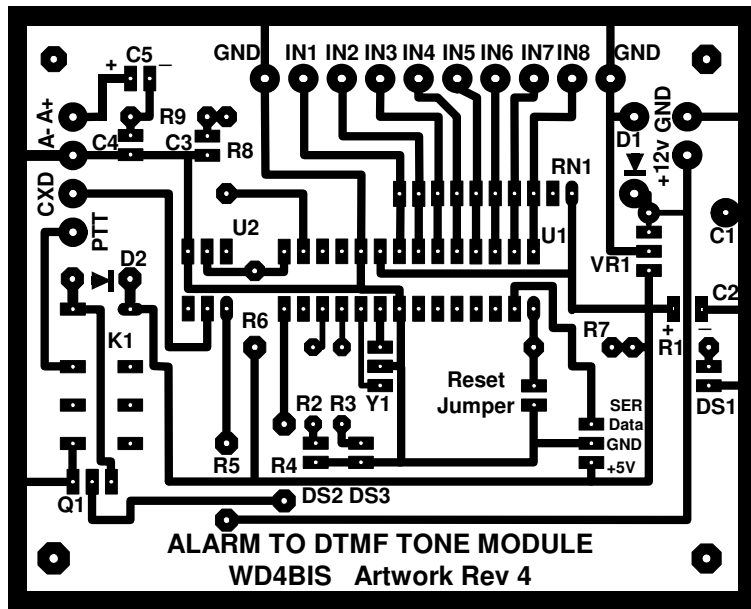 C5
GND IN1 IN2 IN3 IN4 IN5 IN6 IN7 IN8 GND
+ −
A- A+
R9
C4 C3 R8
D1
+12v GND
CXD
RN1
PTT
U2
U1
C1
VR1
D2
C2
K1
R6
R7
+ −
R1
Y1
Reset
Jumper
DS1
R2 R3
SER
Data
GND
+5V
R5 R4
Q1
DS2 DS3
ALARM TO DTMF TONE MODULE
WD4BIS Artwork Rev 4